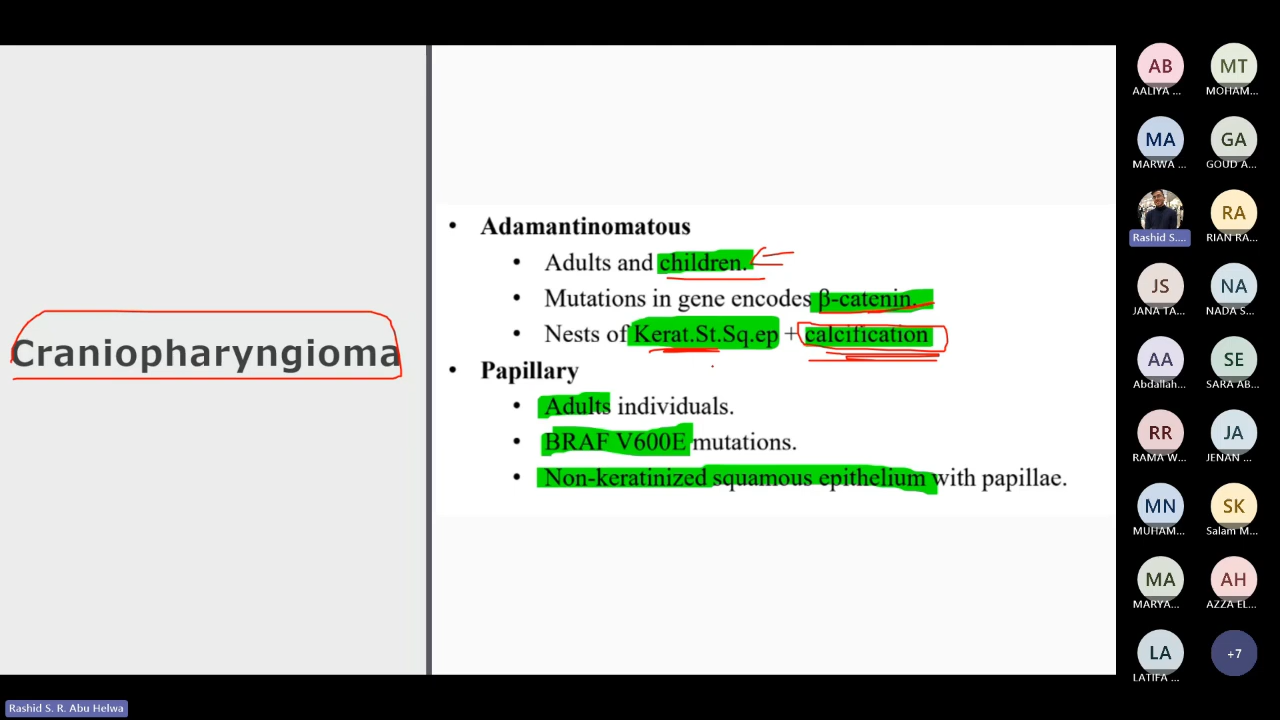 Craniopharyngioma
• Adamantinomatous
• Adults and children.
• Mutations in gene encodes β-catenin.
• Nests of Kerat.St.Sq.ep + calcification
• Papillary
• Adults individuals.
• BRAF V600E mutations.
• Non-keratinized squamous epithelium with papillae.
AB MT
AALIYA ... MOHAM...
MA GA
MARWA ... GOUD A...
RA
Rashid S.... RIAN RA...
JS NA
JANA TA... NADA S...
AA SE
Abdallah... SARA AB...
RR JA
RAMA W... JENAN ...
MN SK
MUHAM... Salam M...
MA AH
MARYA... AZZA EL...
LA +7
LATIFA ...
Rashid S. R. Abu Helwa